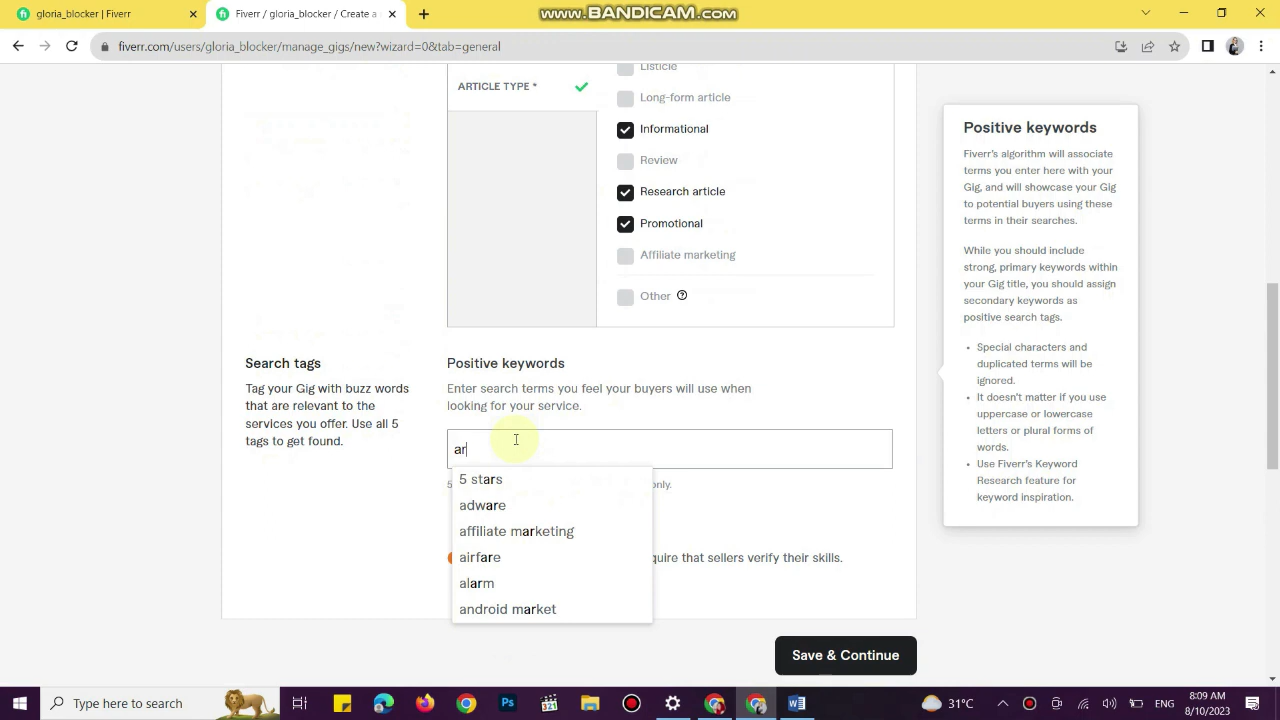 gloria_blocker | Fiverr
Fiverr / gloria_blocker / Create a
www.BANDICAM.com
fiverr.com/users/gloria_blocker/manage_gigs/new?wizard=0&tab=general
ARTICLE TYPE *
Listicle
Long-form article
Informational
Review
Research article
Promotional
Affiliate marketing
Other
Search tags
Tag your Gig with buzz words
that are relevant to the
services you offer. Use all 5
tags to get found.
Positive keywords
Enter search terms you feel your buyers will use when
looking for your service.
ar
5 stars
adware
affiliate marketing
airfare
alarm
android market
only.
quire that sellers verify their skills.
Save & Continue
Positive keywords
Fiverr's algorithm will associate
terms you enter here with your
Gig, and will showcase your Gig
to potential buyers using these
terms in their searches.
While you should include
strong, primary keywords within
your Gig title, you should assign
secondary keywords as
positive search tags.
• Special characters and
duplicated terms will be
ignored.
• It doesn't matter if you use
uppercase or lowercase
letters or plural forms of
words.
• Use Fiverr's Keyword
Research feature for
keyword inspiration.
Type here to search
31°C
ENG
8:09 AM
8/10/2023